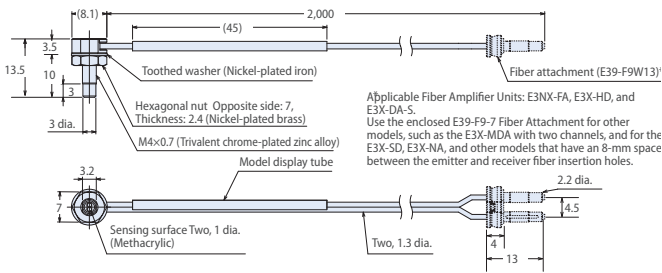 (8.1)
2,000
(45)
3.5
13.5
10
3
3 dia.
Toothed washer (Nickel-plated iron)
Hexagonal nut Opposite side: 7,
Thickness: 2.4 (Nickel-plated brass)
M4×0.7 (Trivalent chrome-plated zinc alloy)
Fiber attachment (E39-F9W13)*
*Applicable Fiber Amplifier Units: E3NX-FA, E3X-HD, and
E3X-DA-S.
Use the enclosed E39-F9-7 Fiber Attachment for other
models, such as the E3X-MDA with two channels, and for the
E3X-SD, E3X-NA, and other models that have an 8-mm space
between the emitter and receiver fiber insertion holes.
3.2
7
Model display tube
2.2 dia.
4.5
Sensing surface Two, 1 dia.
(Methacrylic)
Two, 1.3 dia.
4
13